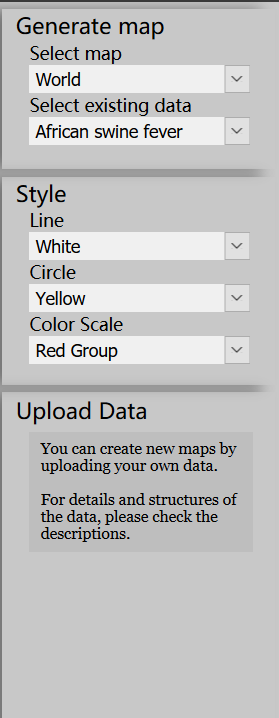 Generate map
Select map
World
Select existing data
African swine fever
Style
Line
White
Circle
Yellow
Color Scale
Red Group
Upload Data
You can create new maps by
uploading your own data.
For details and structures of
the data, please check the
descriptions.